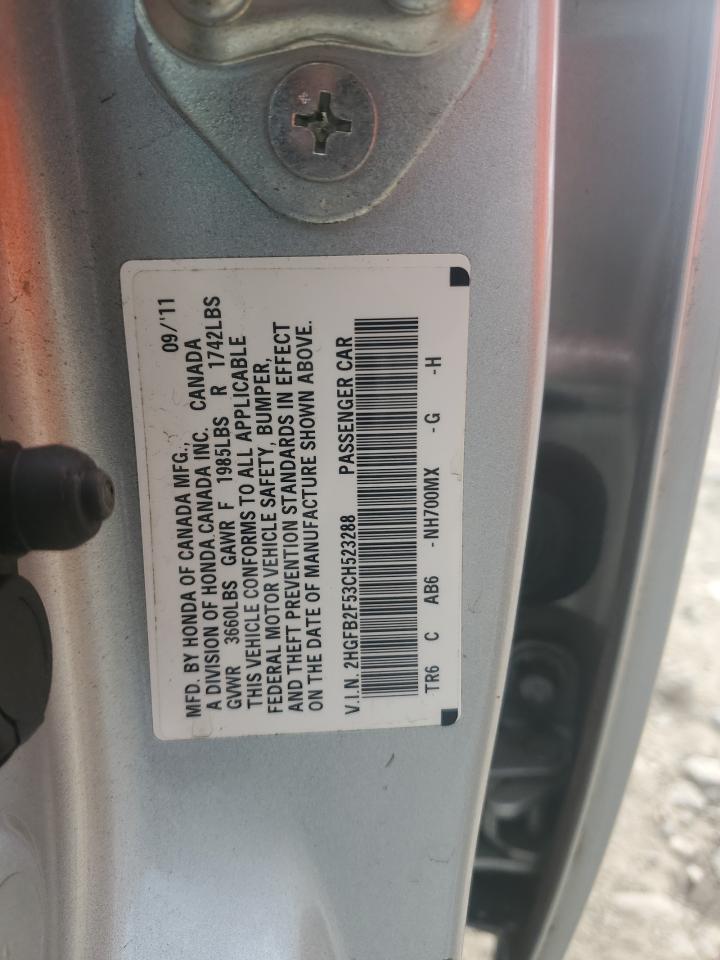 MFD. BY HONDA OF CANADA MFG., 09/'11
A DIVISION OF HONDA CANADA INC. CANADA
GVWR 3660LBS GAWR F 1985LBS R 1742LBS
THIS VEHICLE CONFORMS TO ALL APPLICABLE
FEDERAL MOTOR VEHICLE SAFETY, BUMPER,
AND THEFT PREVENTION STANDARDS IN EFFECT
ON THE DATE OF MANUFACTURE SHOWN ABOVE.
V.I.N. 2HGFB2F53CH523288 PASSENGER CAR
TR6 C AB6 -NH700MX -G -H